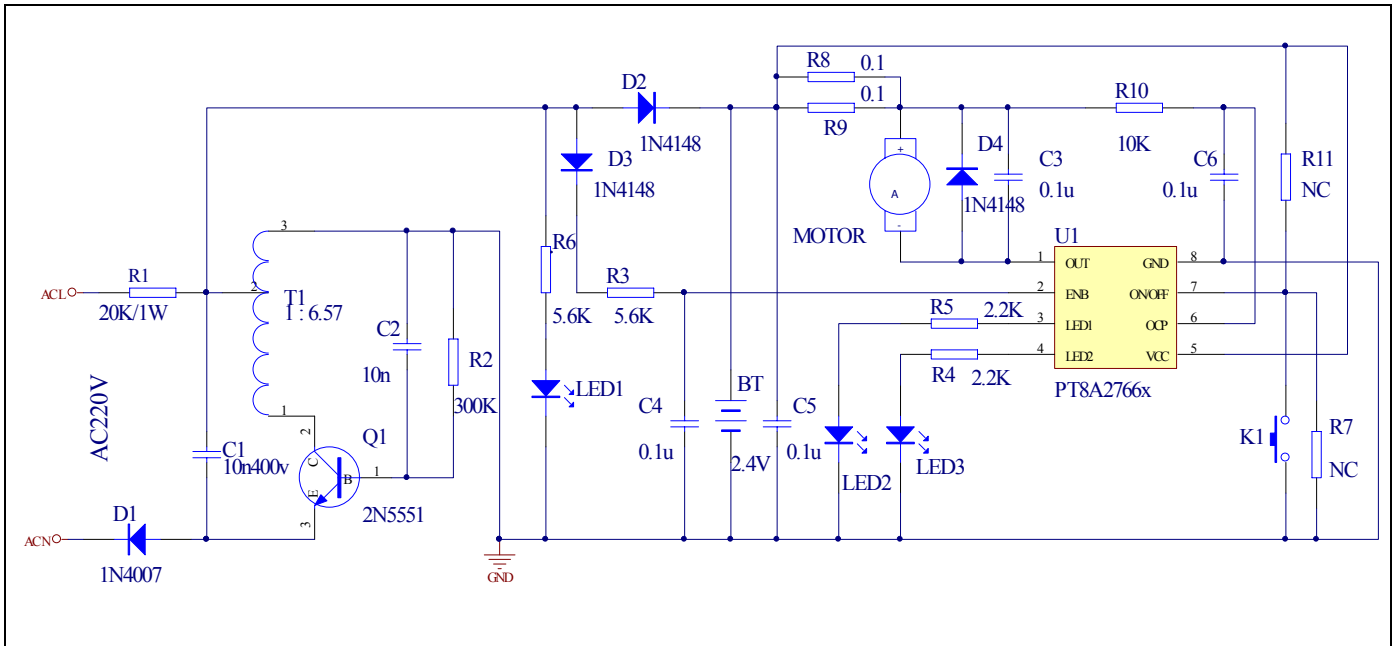 R8
0.1
D2
0.1
R10
R9
1N4148
10K
D3
D4
C3
C6
R11
1N4148
0.1u
0.1u
NC
+
A
1N4148
-
MOTOR
U1
3
R6
1
OUT
GND
8
R1
ACL
2
T1
R3
2
ENB
ON/OFF
7
20K/1W
1 : 6.57
5.6K
5.6K
R5
2.2K
3
LED1
OCP
6
C2
R2
4
LED2
VCC
5
10n
R4
2.2K
BT
PT8A2766x
LED1
300K
C4
C5
AC220V
1
2
Q1
K1
R7
C1
10n400v
C
B
1
0.1u
2.4V
0.1u
LED3
NC
E
LED2
D1
3
2N5551
ACN
1N4007
GND